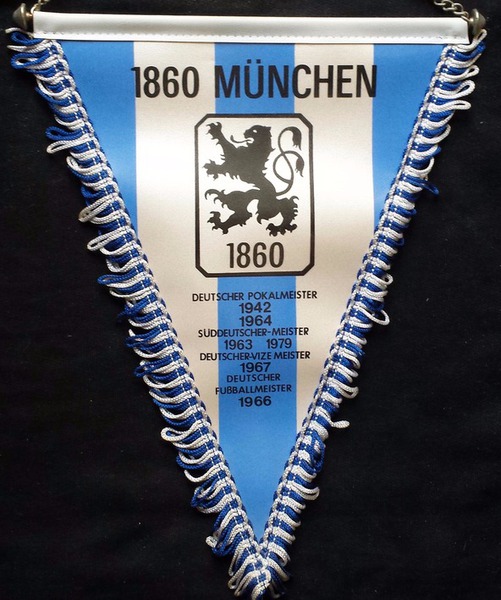 1860 MÜNCHEN
1860
DEUTSCHER POKALMEISTER
1942
1964
SÜDDEUTSCHER-MEISTER
1963 1979
DEUTSCHER-VIZE MEISTER
1967
DEUTSCHER
FUßBALLMEISTER
1966